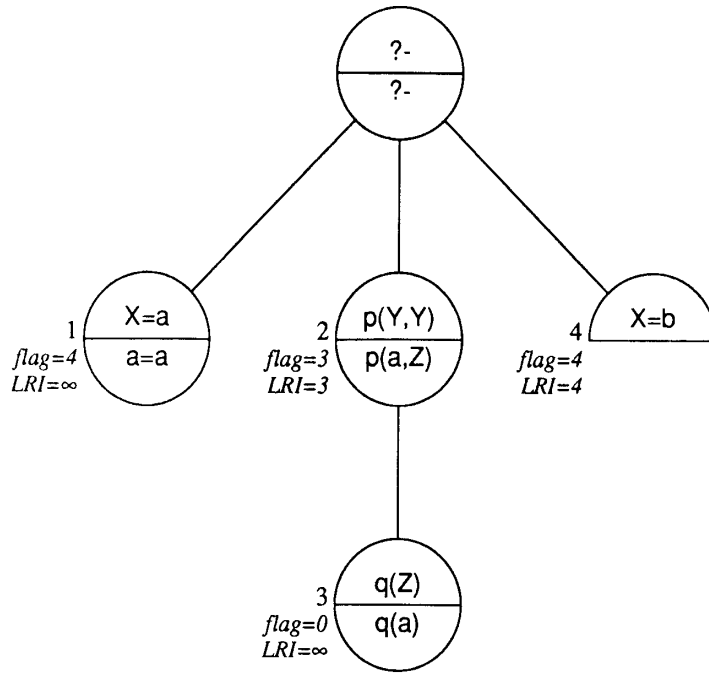 ?-
?-
1
X=a
a=a
flag=4
LRI=∞
2
p(Y,Y)
p(a,Z)
flag=3
LRI=3
4
X=b
flag=4
LRI=4
3
q(Z)
q(a)
flag=0
LRI=∞